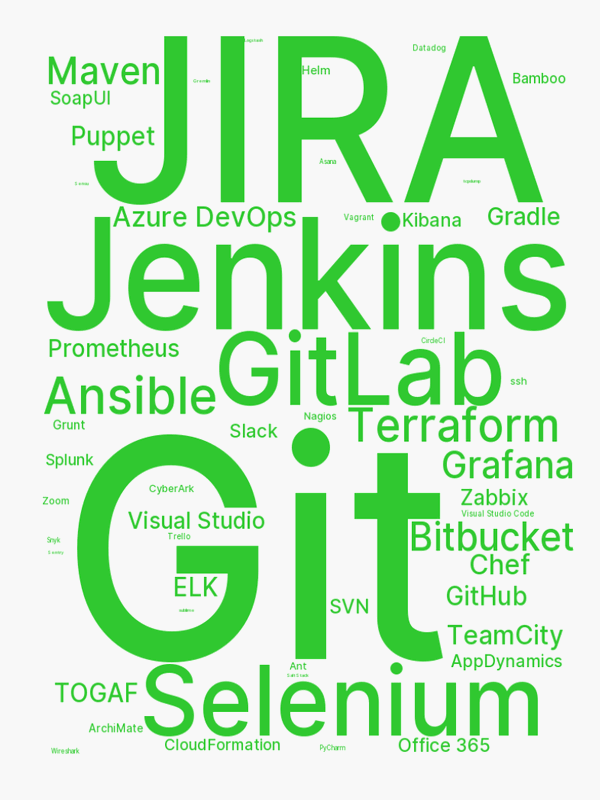 JIRA
Datadog
Maven
Helm
Bamboo
SoapUI
Puppet
Asana
Azure DevOps
Vagrant
Kibana
Gradle
Jenkins
Prometheus
GitLab
CircleCI
ssh
Ansible
Nagios
Grunt
Slack
Terraform
Splunk
Grafana
CyberArk
Zoom
Zabbix
Visual Studio Code
Visual Studio
Trello
Snyk
Git
Bitbucket
Chef
ELK
GitHub
SVN
TeamCity
AppDynamics
Ant
TOGAF
Selenium
ArchiMate
CloudFormation
PyCharm
Office 365
Wireshark